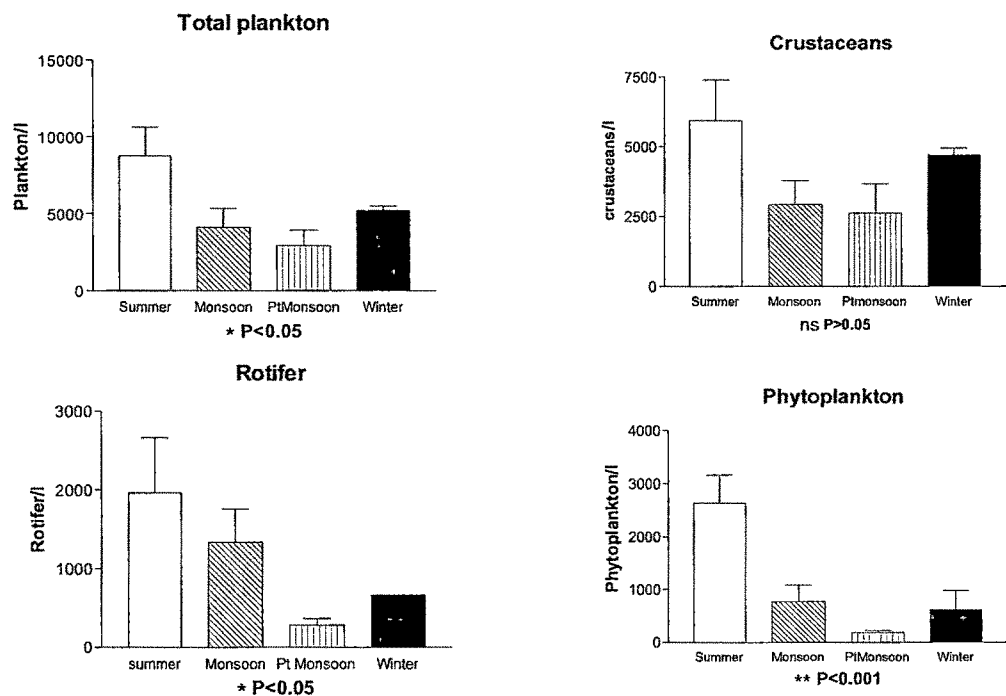 Total plankton
15000
10000
5000
0
Plankton/l
Summer Monsoon PtMonsoon Winter
* P<0.05
Crustaceans
7500
5000
2500
0
crustaceans/l
Summer Monsoon Ptmonsoon Winter
ns P>0.05
Rotifer
3000
2000
1000
0
Rotifer/l
summer Monsoon Pt Monsoon Winter
* P<0.05
Phytoplankton
4000
3000
2000
1000
0
Phytoplankton/l
Summer Monsoon PtMonsoon Winter
** P<0.001